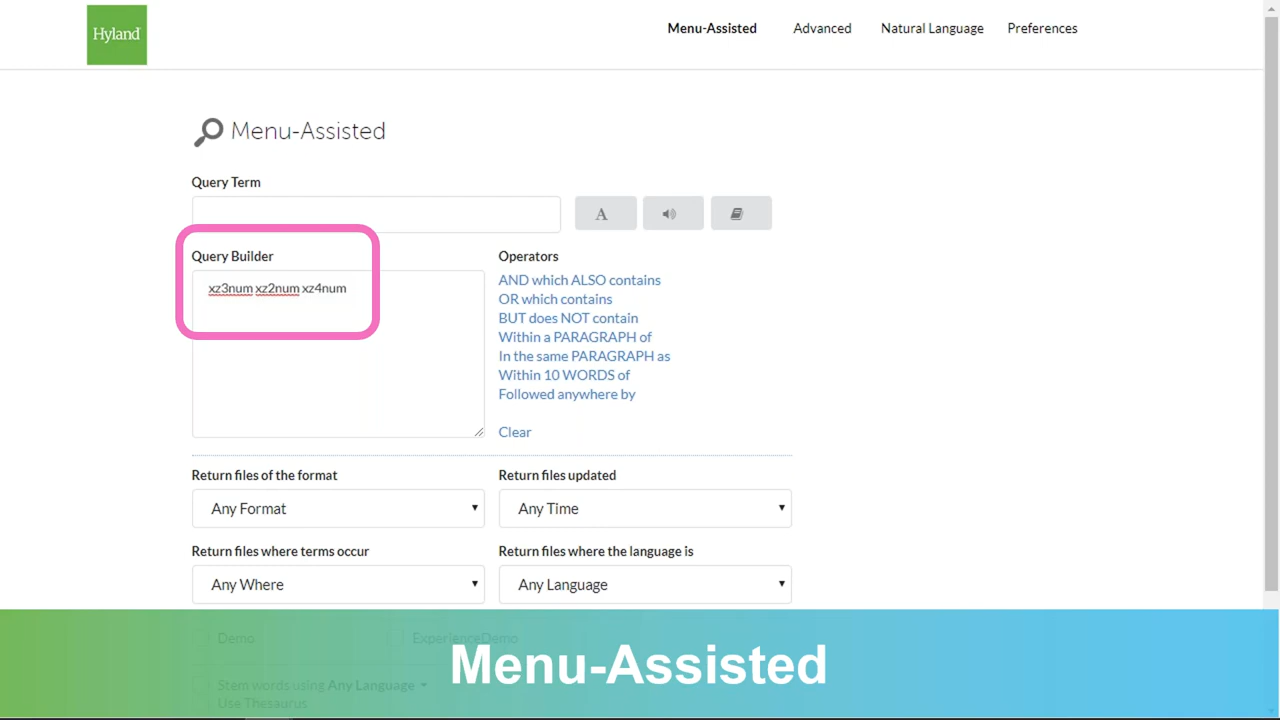 Hyland
Menu-Assisted Advanced Natural Language Preferences
Menu-Assisted
Query Term
A
Query Builder
xz3num xz2num xz4num
Operators
AND which ALSO contains
OR which contains
BUT does NOT contain
Within a PARAGRAPH of
In the same PARAGRAPH as
Within 10 WORDS of
Followed anywhere by
Clear
Return files of the format
Any Format
Return files updated
Any Time
Return files where terms occur
Any Where
Return files where the language is
Any Language
Demo ExperienceDemo
Menu-Assisted
Stem words using Any Language
Use Thesaurus